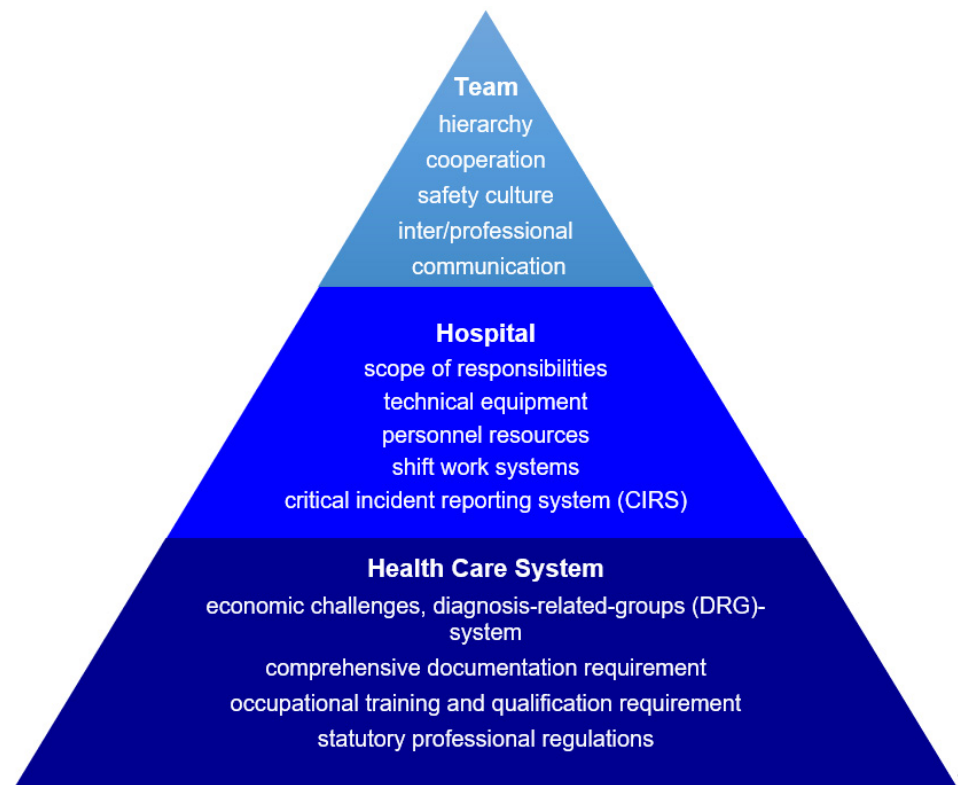 Team
hierarchy
cooperation
safety culture
inter/professional
communication
Hospital
scope of responsibilities
technical equipment
personnel resources
shift work systems
critical incident reporting system (CIRS)
Health Care System
economic challenges, diagnosis-related-groups (DRG)-
system
comprehensive documentation requirement
occupational training and qualification requirement
statutory professional regulations